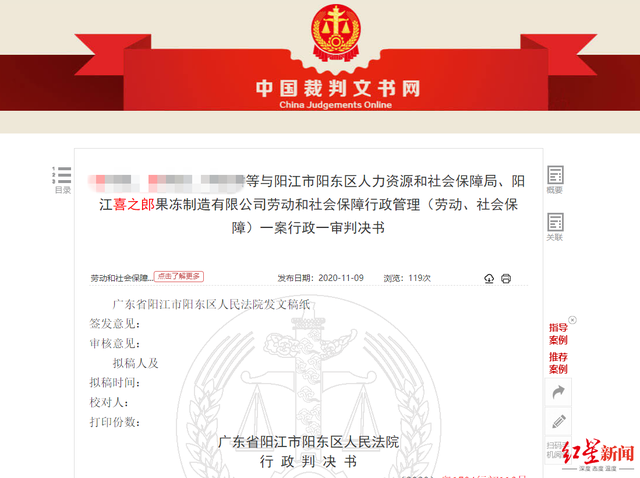 中国裁判文书网
China Judgements Online
目录
概要
关联
等与阳江市阳东区人力资源和社会保障局、阳
江喜之郎果冻制造有限公司劳动和社会保障行政管理（劳动、社会保
障）一案行政一审判决书
劳动和社会保障... 点击了解更多 发布日期：2020-11-09 浏览：119次
广东省阳江市阳东区人民法院发文稿纸
签发意见：
审核意见：
拟稿人及
拟稿时间：
校对人：
打印份数：
广东省阳江市阳东区人民法院
行政判决书
指导
案例
推荐
案例
扫码
机阅
红星新闻
深度 态度 温度